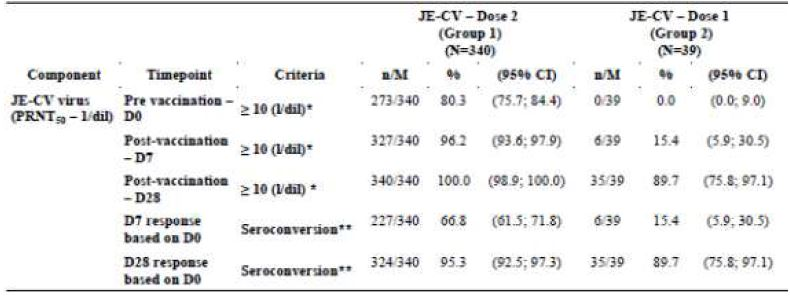 JE-CV – Dose 2 JE-CV – Dose 1
(Group 1) (Group 2)
(N=340) (N=39)
Component Timepoint Criteria n/M % (95% CI) n/M % (95% CI)
JE-CV virus Pre vaccination – ≥ 10 (l/dil)* 273/340 80.3 (75.7; 84.4) 0/39 0.0 (0.0; 9.0)
(PRNT50 – 1/dil) D0
Post-vaccination ≥ 10 (l/dil)* 327/340 96.2 (93.6; 97.9) 6/39 15.4 (5.9; 30.5)
– D7
Post-vaccination ≥ 10 (l/dil) * 340/340 100.0 (98.9; 100.0) 35/39 89.7 (75.8; 97.1)
– D28
D7 response Seroconversion** 227/340 66.8 (61.5; 71.8) 6/39 15.4 (5.9; 30.5)
based on D0
D28 response Seroconversion** 324/340 95.3 (92.5; 97.3) 35/39 89.7 (75.8; 97.1)
based on D0